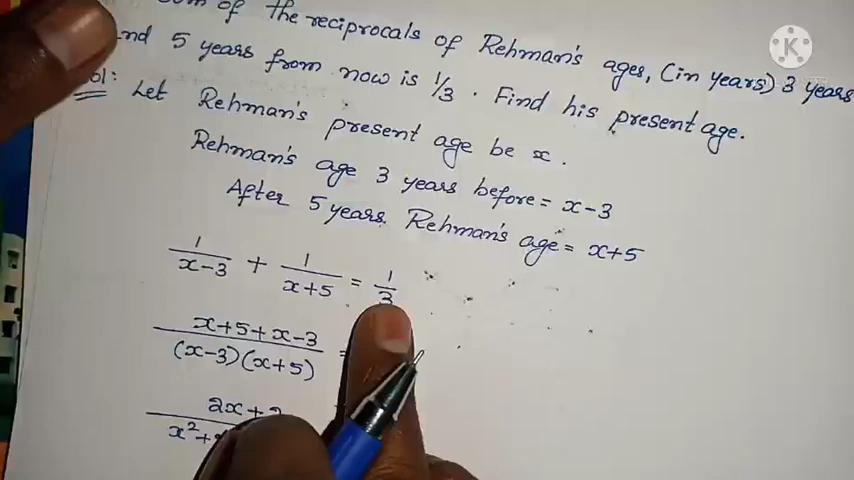 of the reciprocals of Rehman's ages, (in years) 3 years
5 years from now is 1/3 . Find his present age.
Let Rehman's present age be x .
Rehman's age 3 years before = x-3
After 5 years Rehman's age = x+5
1/(x-3) + 1/(x+5) = 1/3
(x+5+x-3)/((x-3)(x+5)) =
2x+
x² +
K